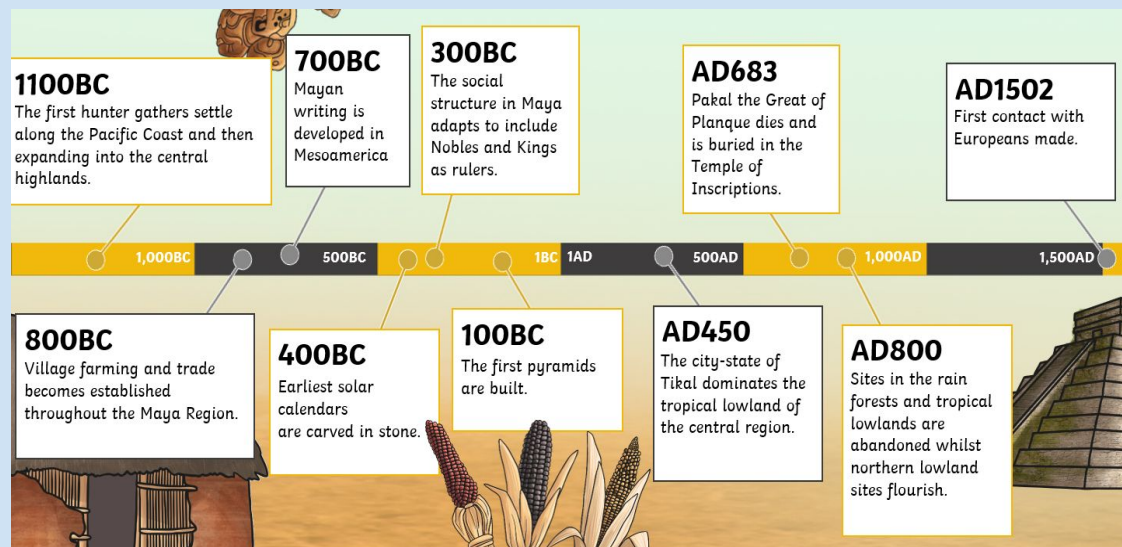 1100BC
The first hunter gathers settle
along the Pacific Coast and then
expanding into the central
highlands.
700BC
Mayan
writing is
developed in
Mesoamerica
300BC
The social
structure in Maya
adapts to include
Nobles and Kings
as rulers.
AD683
Pakal the Great of
Planque dies and
is buried in the
Temple of
Inscriptions.
AD1502
First contact with
Europeans made.
1,000BC
500BC
1BC
1AD
500AD
1,000AD
1,500AD
800BC
Village farming and trade
becomes established
throughout the Maya Region.
400BC
Earliest solar
calendars
are carved in stone.
100BC
The first pyramids
are built.
AD450
The city-state of
Tikal dominates the
tropical lowland of
the central region.
AD800
Sites in the rain
forests and tropical
lowlands are
abandoned whilst
northern lowland
sites flourish.